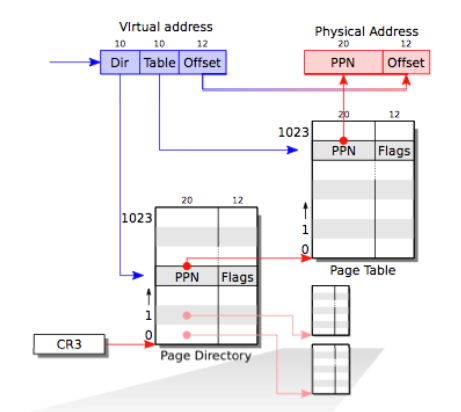 VIrtual address
10 10 12
Dir Table Offset
Physical Address
20 12
PPN Offset
20 12
1023
PPN Flags
1
0
Page Table
20 12
1023
PPN Flags
1
0
Page Directory
CR3